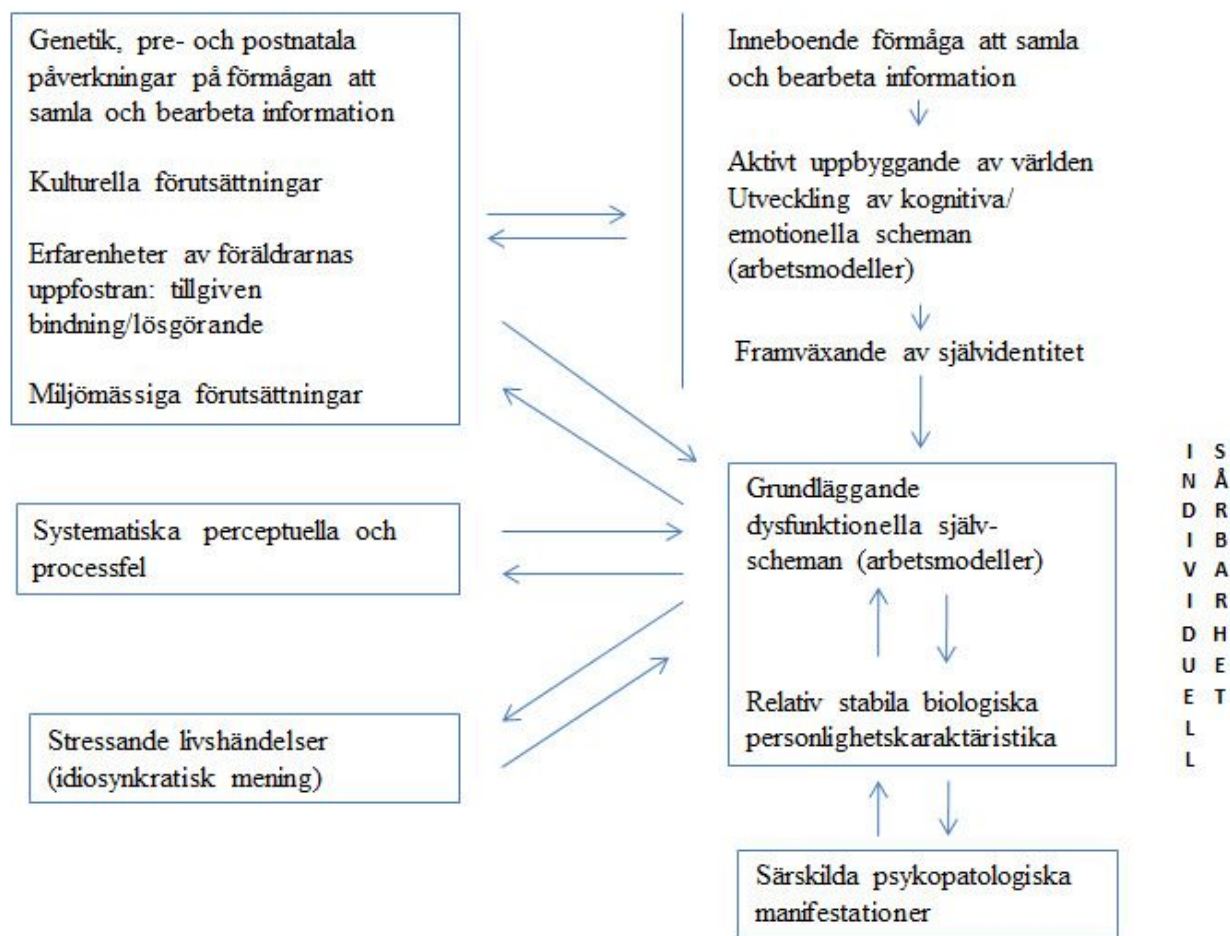 Genetik, pre- och postnatala
påverkningar på förmågan att
samla och bearbeta information
Kulturella förutsättningar
Erfarenheter av föräldrarnas
uppfostran: tillgiven
bindning/lösgörande
Miljömässiga förutsättningar
Systematiska perceptuella och
processfel
Stressande livshändelser
(idiosynkratisk mening)
Inneboende förmåga att samla
och bearbeta information
Aktivt uppbyggande av världen
Utveckling av kognitiva/
emotionella scheman
(arbetsmodeller)
Framväxande av självidentitet
Grundläggande
dysfunktionella själv-
scheman (arbetsmodeller)
Relativ stabila biologiska
personlighetskaraktäristika
Särskilda psykopatologiska
manifestationer
INDIVIDUELL
SÅRBARHET